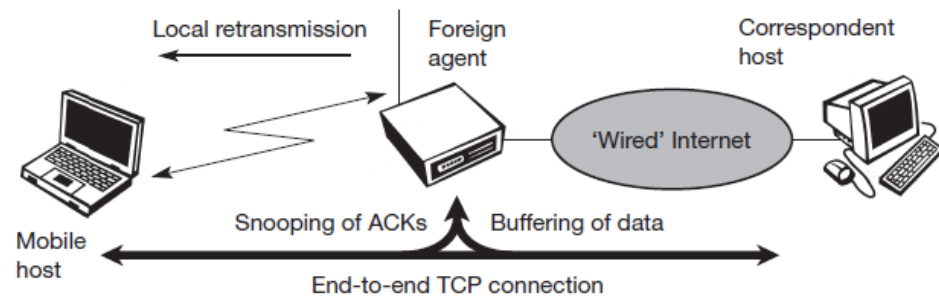 Local retransmission
Foreign
agent
Correspondent
host
'Wired' Internet
Snooping of ACKs
Buffering of data
Mobile
host
End-to-end TCP connection